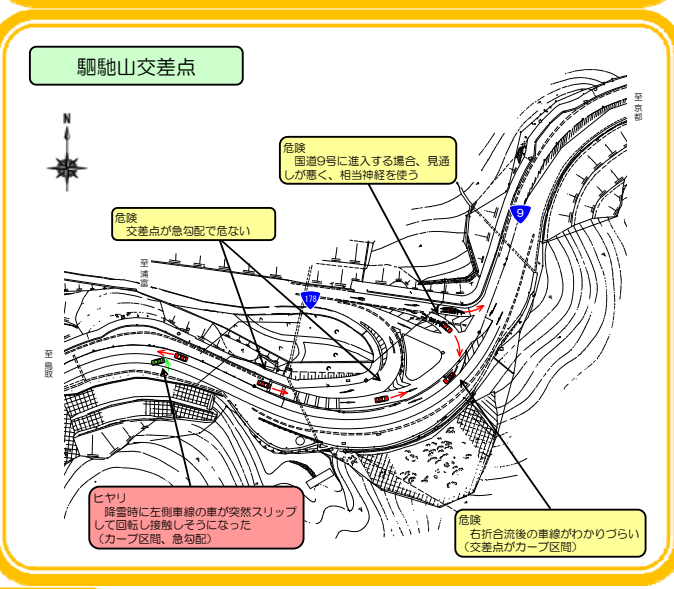 駟馳山交差点
N
至京都
危険
国道9号に進入する場合、見通
しが悪く、相当神経を使う
9
危険
交差点が急勾配で危ない
至浦富
178
至鳥取
ヒヤリ
降雪時に左側車線の車が突然スリップ
して回転し接触しそうになった
(カーブ区間、急勾配)
危険
右折合流後の車線がわかりづらい
(交差点がカーブ区間)